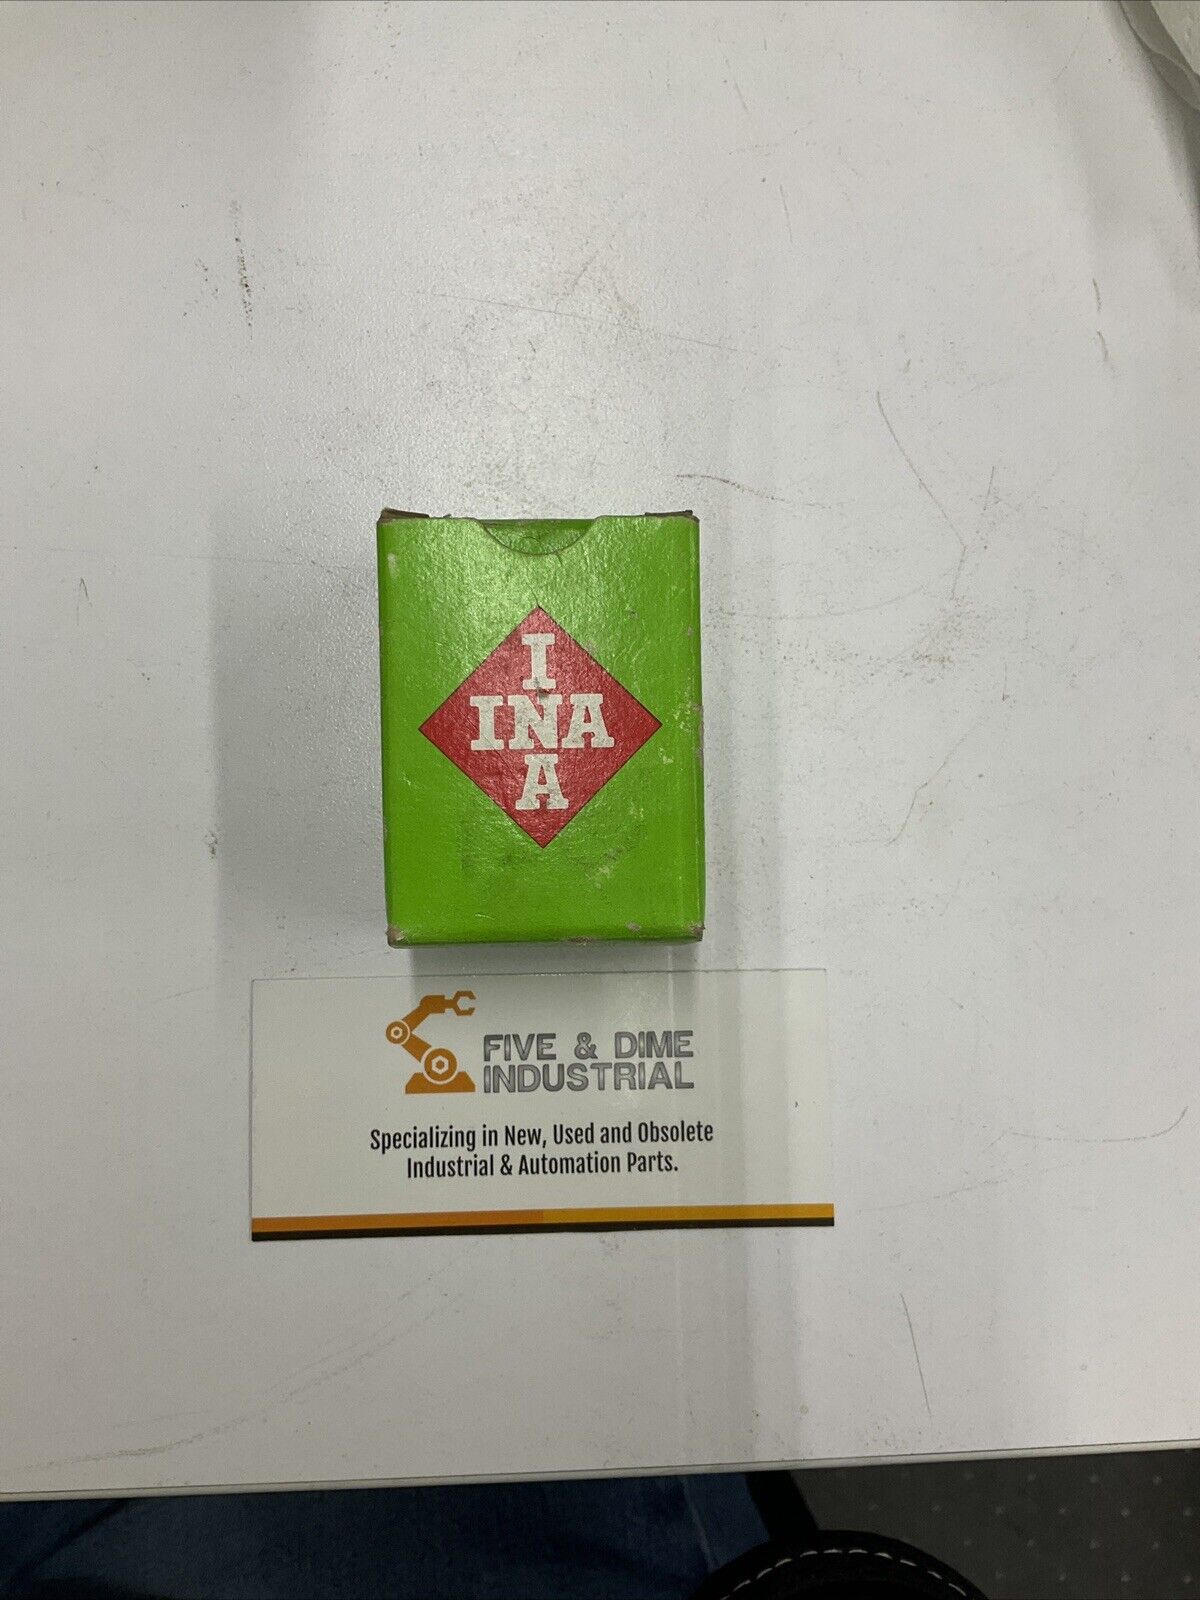 I
INA
A
FIVE & DIME
INDUSTRIAL
Specializing in New, Used and Obsolete
Industrial & Automation Parts.